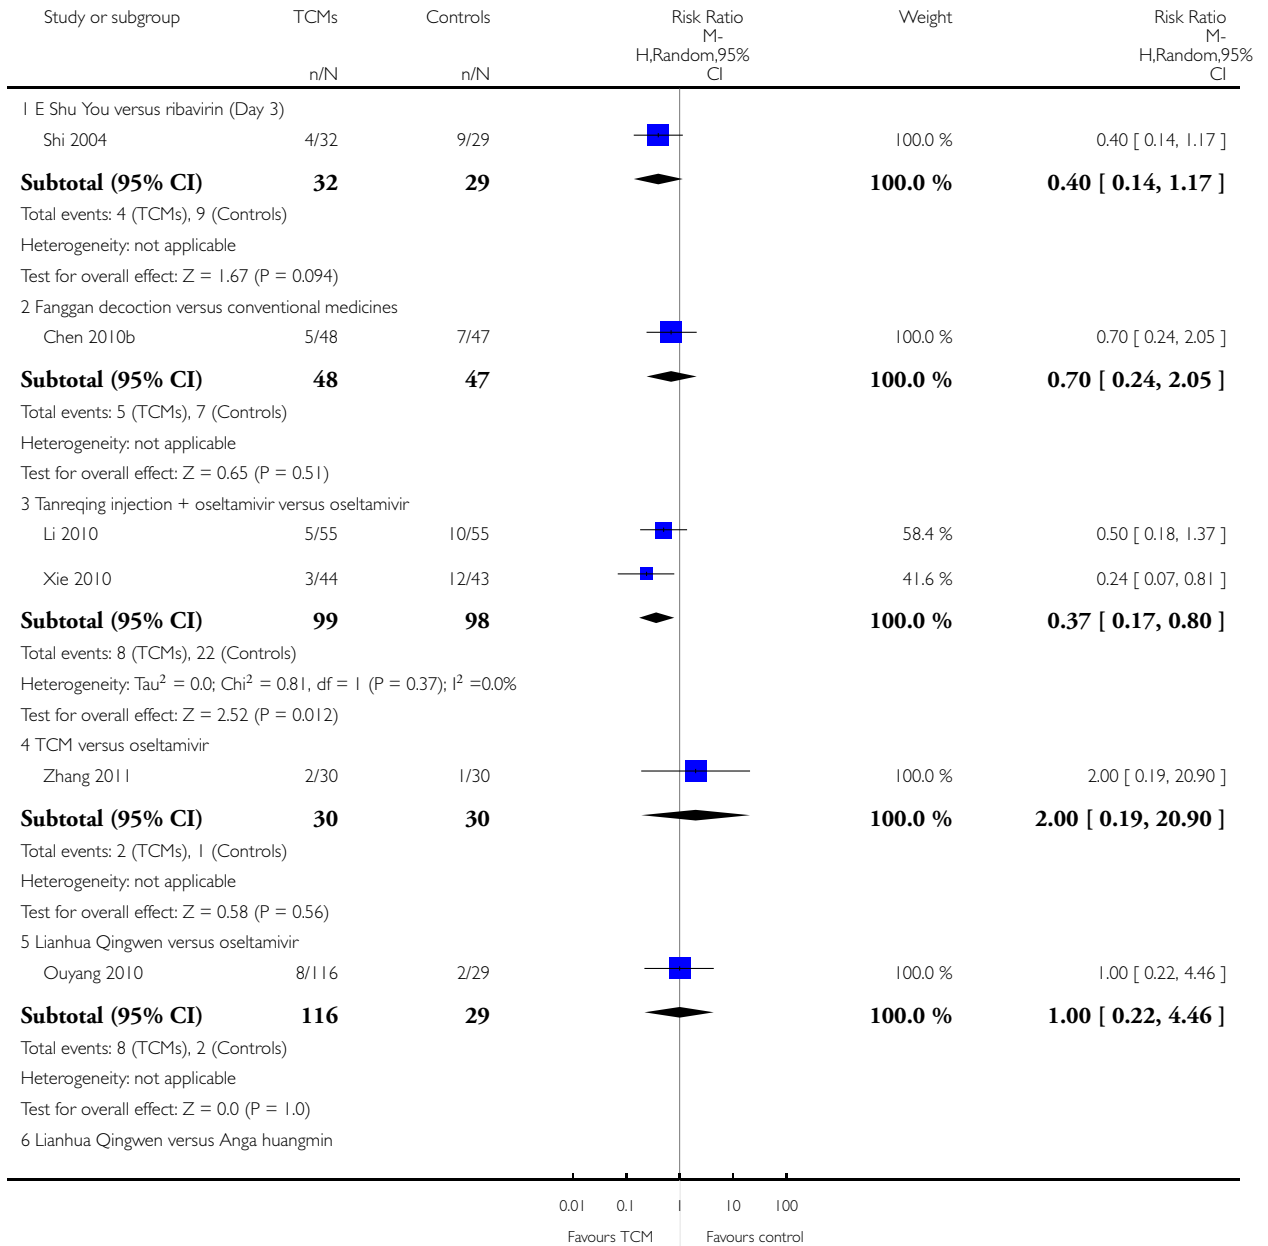 Study or subgroup TCMs Controls Risk Ratio Weight Risk Ratio
M- M-
H,Random,95% H,Random,95%
n/N n/N CI CI
1 E Shu You versus ribavirin (Day 3)
Shi 2004 4/32 9/29 100.0 % 0.40 [ 0.14, 1.17 ]
Subtotal (95% CI) 32 29 100.0 % 0.40 [ 0.14, 1.17 ]
Total events: 4 (TCMs), 9 (Controls)
Heterogeneity: not applicable
Test for overall effect: Z = 1.67 (P = 0.094)
2 Fanggan decoction versus conventional medicines
Chen 2010b 5/48 7/47 100.0 % 0.70 [ 0.24, 2.05 ]
Subtotal (95% CI) 48 47 100.0 % 0.70 [ 0.24, 2.05 ]
Total events: 5 (TCMs), 7 (Controls)
Heterogeneity: not applicable
Test for overall effect: Z = 0.65 (P = 0.51)
3 Tanreqing injection + oseltamivir versus oseltamivir
Li 2010 5/55 10/55 58.4 % 0.50 [ 0.18, 1.37 ]
Xie 2010 3/44 12/43 41.6 % 0.24 [ 0.07, 0.81 ]
Subtotal (95% CI) 99 98 100.0 % 0.37 [ 0.17, 0.80 ]
Total events: 8 (TCMs), 22 (Controls)
Heterogeneity: Tau² = 0.0; Chi² = 0.81, df = 1 (P = 0.37); I² =0.0%
Test for overall effect: Z = 2.52 (P = 0.012)
4 TCM versus oseltamivir
Zhang 2011 2/30 1/30 100.0 % 2.00 [ 0.19, 20.90 ]
Subtotal (95% CI) 30 30 100.0 % 2.00 [ 0.19, 20.90 ]
Total events: 2 (TCMs), 1 (Controls)
Heterogeneity: not applicable
Test for overall effect: Z = 0.58 (P = 0.56)
5 Lianhua Qingwen versus oseltamivir
Ouyang 2010 8/116 2/29 100.0 % 1.00 [ 0.22, 4.46 ]
Subtotal (95% CI) 116 29 100.0 % 1.00 [ 0.22, 4.46 ]
Total events: 8 (TCMs), 2 (Controls)
Heterogeneity: not applicable
Test for overall effect: Z = 0.0 (P = 1.0)
6 Lianhua Qingwen versus Anga huangmin
0.01 0.1 1 10 100
Favours TCM Favours control